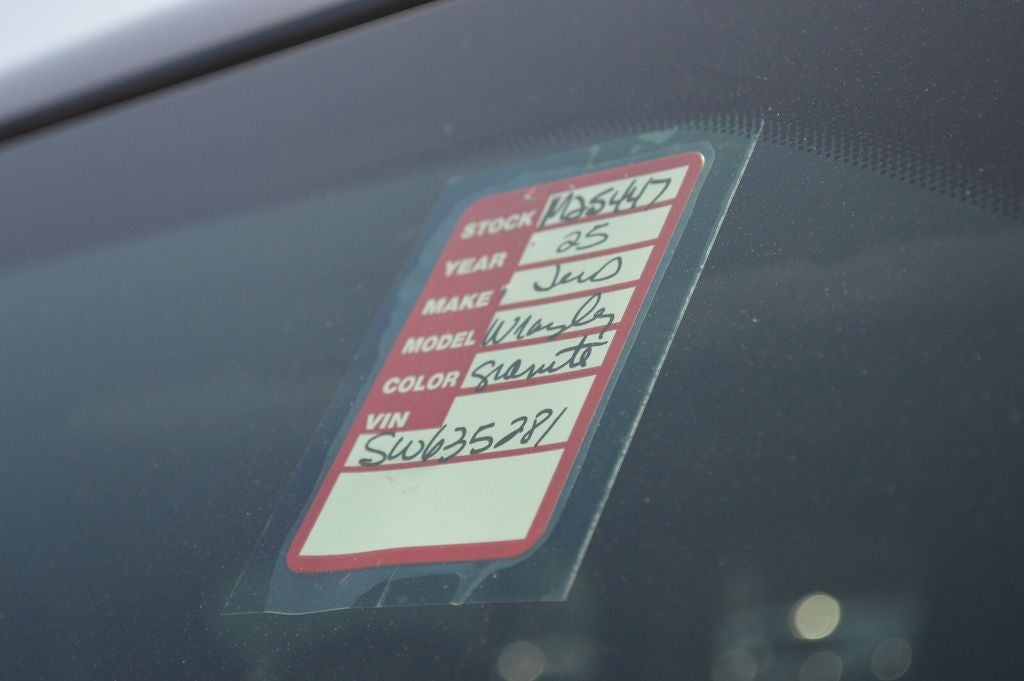 STOCK M25447
YEAR 25
MAKE Jeep
MODEL Wrangler
COLOR Granite
VIN
SW635281